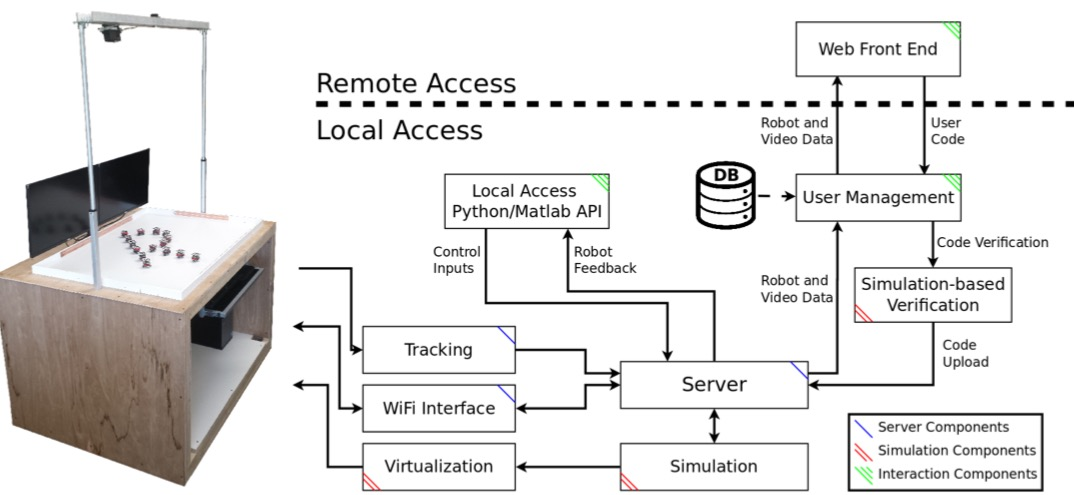 Remote Access
Local Access
Web Front End
Robot and
Video Data
User
Code
DB
User Management
Local Access
Python/Matlab API
Control
Inputs
Robot
Feedback
Code Verification
Robot and
Video Data
Simulation-based
Verification
Code
Upload
Tracking
Server
WiFi Interface
Virtualization
Simulation
Server Components
Simulation Components
Interaction Components